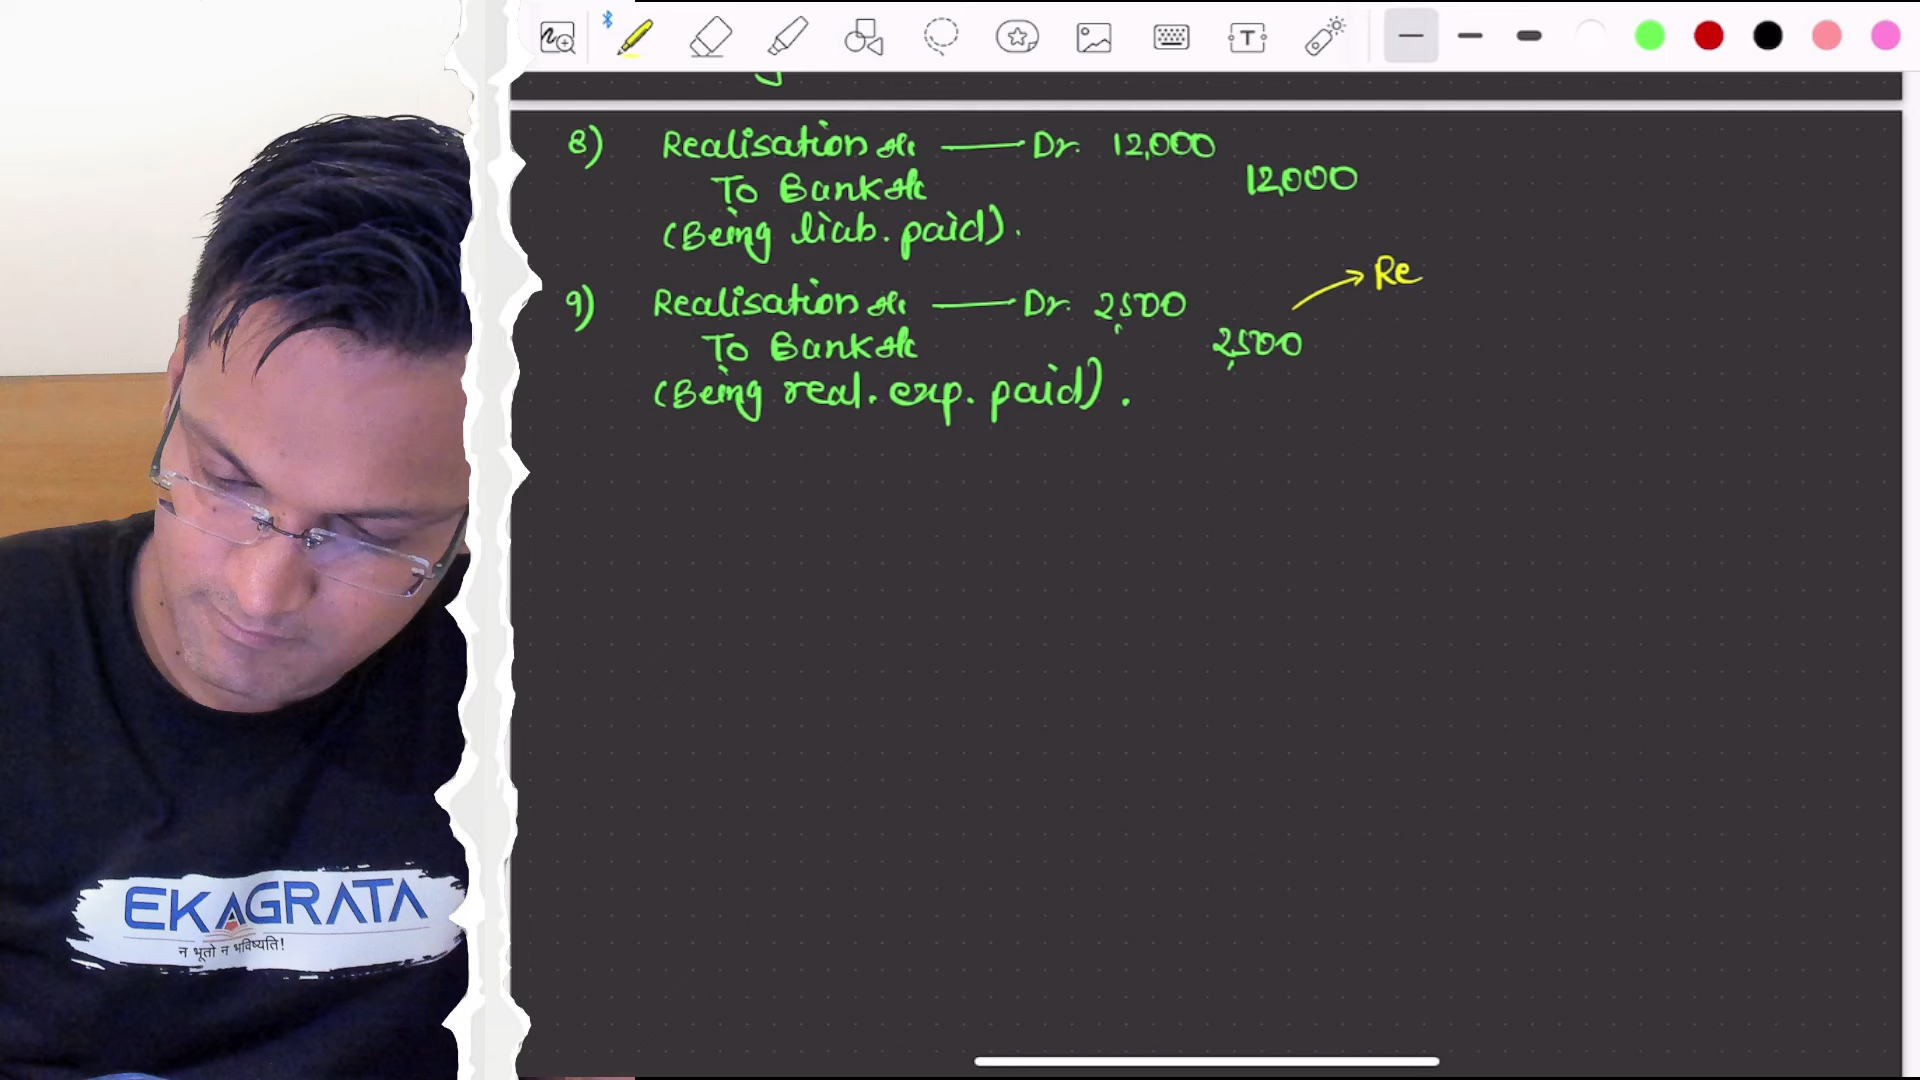 8) Realisation A/c —— Dr. 12,000
To Bank A/c 12,000
(Being liab. paid).
9) Realisation A/c —— Dr. 2,500
→ Re
To Bank A/c 2,500
(Being real. exp. paid).
EKAGRATA
न भूतो न भविष्यति!
T